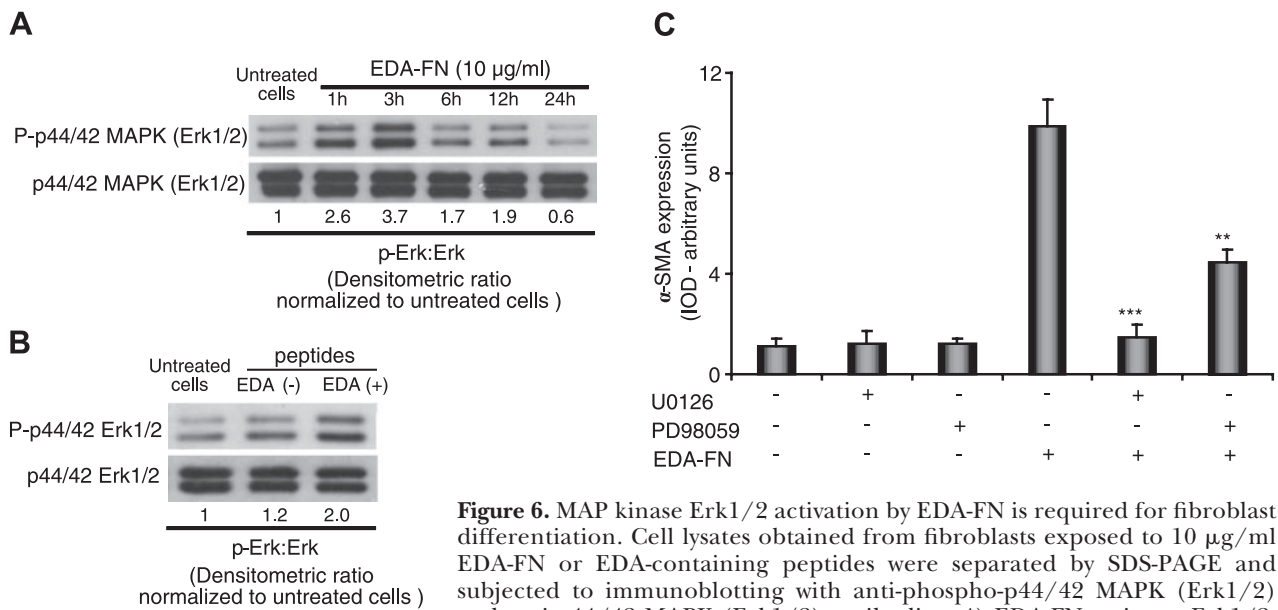 A
Untreated cells
EDA-FN (10 µg/ml)
1h 3h 6h 12h 24h
P-p44/42 MAPK (Erk1/2)
p44/42 MAPK (Erk1/2)
1 2.6 3.7 1.7 1.9 0.6
p-Erk:Erk
(Densitometric ratio
normalized to untreated cells )
B
Untreated cells
peptides
EDA (-) EDA (+)
P-p44/42 Erk1/2
p44/42 Erk1/2
1 1.2 2.0
p-Erk:Erk
(Densitometric ratio
normalized to untreated cells )
C
α-SMA expression
(IOD - arbitrary units)
12
8
4
0
***
**
U0126 - + - - + -
PD98059 - - + - - +
EDA-FN - - - + + +
Figure 6. MAP kinase Erk1/2 activation by EDA-FN is required for fibroblast
differentiation. Cell lysates obtained from fibroblasts exposed to 10 µg/ml
EDA-FN or EDA-containing peptides were separated by SDS-PAGE and
subjected to immunoblotting with anti-phospho-p44/42 MAPK (Erk1/2)